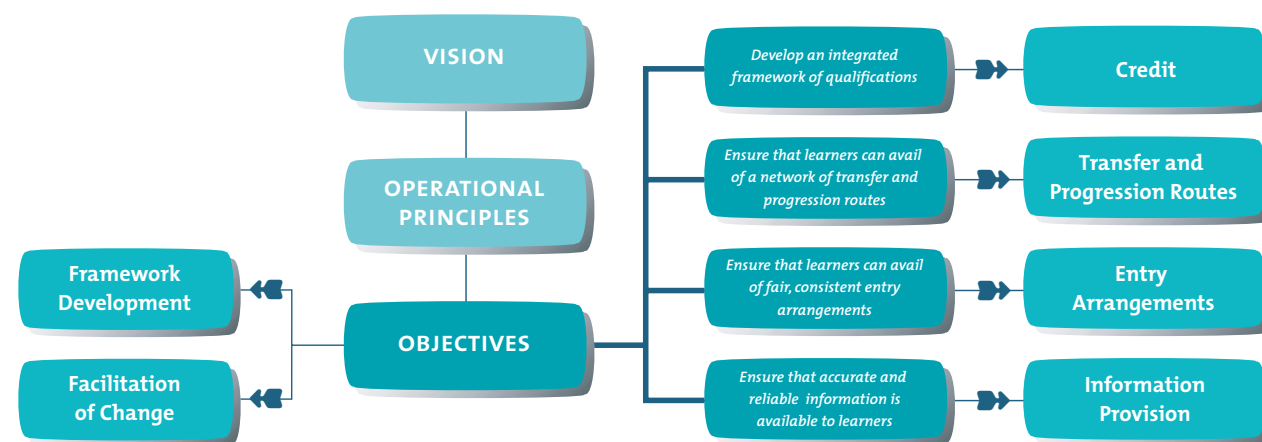 VISION
OPERATIONAL
PRINCIPLES
OBJECTIVES
Framework
Development
Facilitation
of Change
Develop an integrated
framework of qualifications
Credit
Ensure that learners can avail
of a network of transfer and
progression routes
Transfer and
Progression Routes
Ensure that learners can avail
of fair, consistent entry
arrangements
Entry
Arrangements
Ensure that accurate and
reliable information is
available to learners
Information
Provision